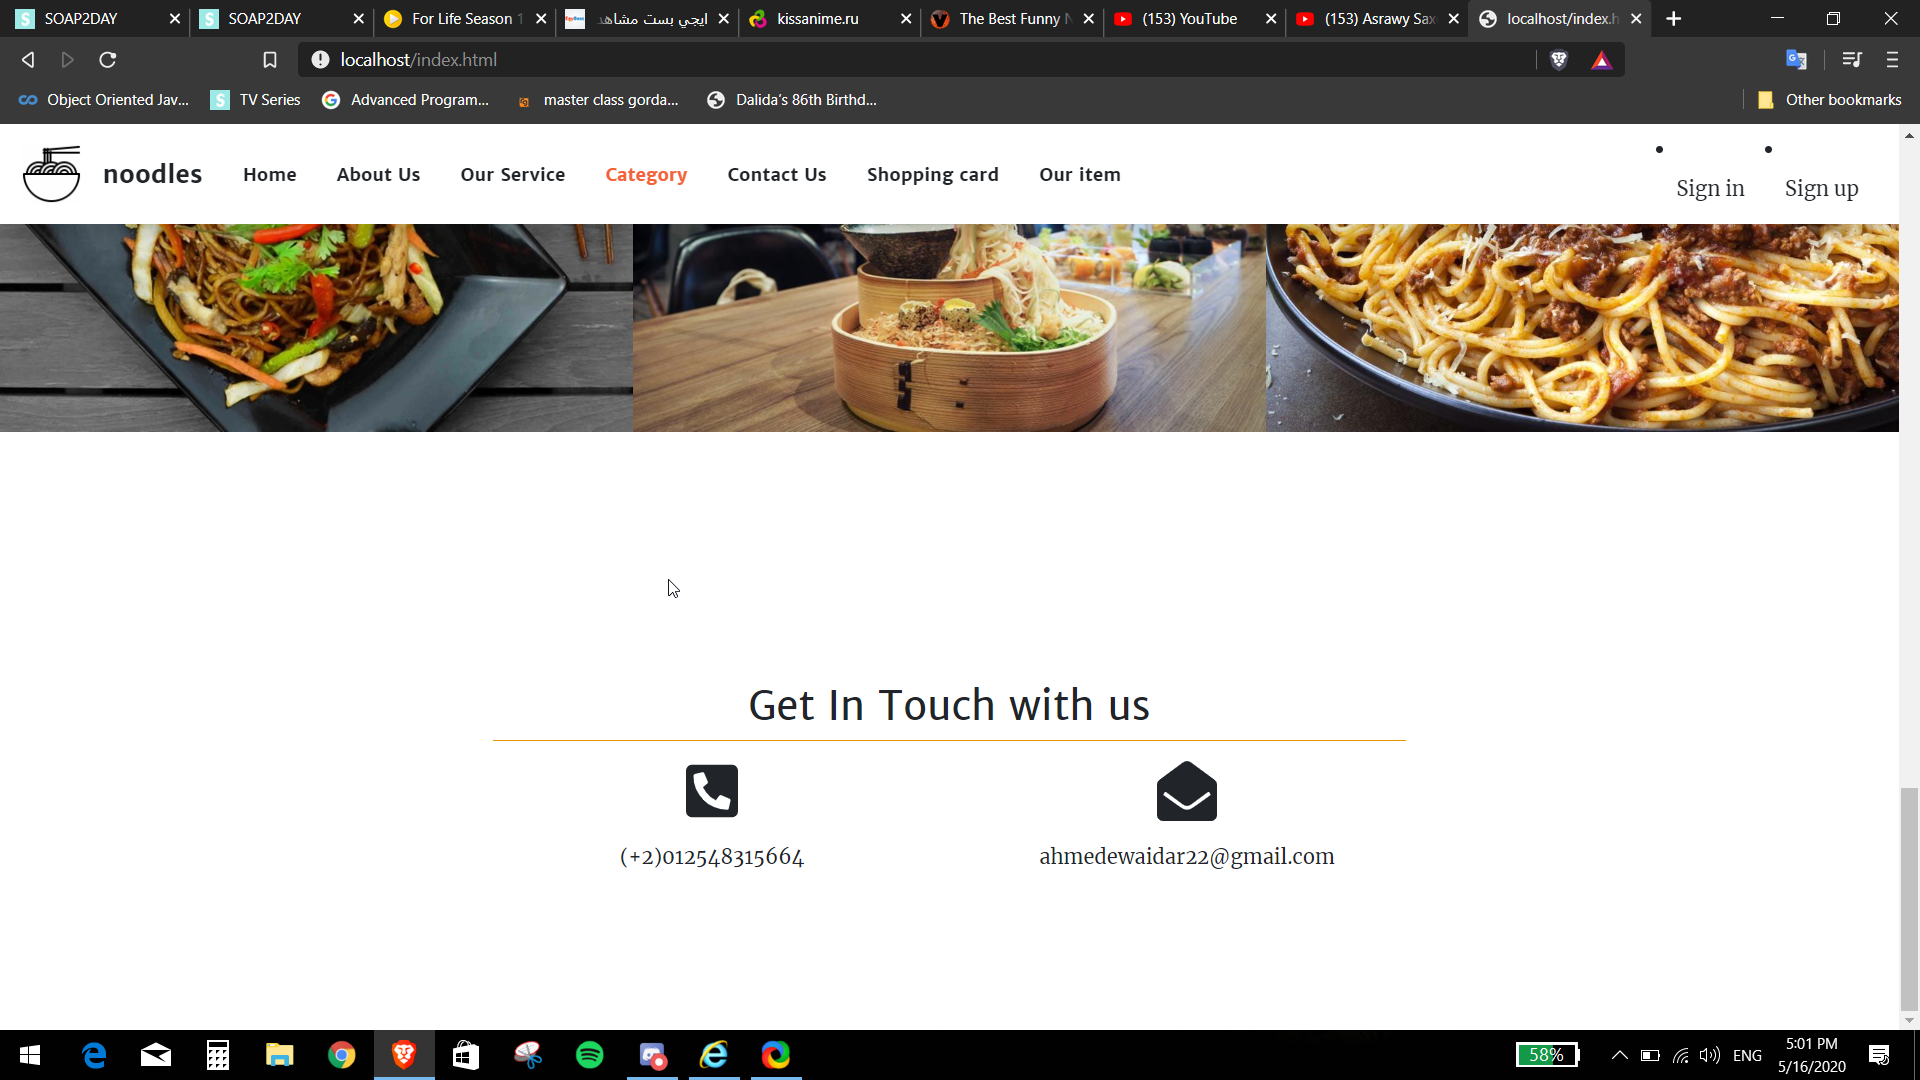 SOAP2DAY
SOAP2DAY
For Life Season 1
ايجي بست مشاهد
kissanime.ru
The Best Funny N
(153) YouTube
(153) Asrawy Sax
localhost/index.h
localhost/index.html
Object Oriented Jav...
TV Series
Advanced Program...
master class gorda...
Dalida's 86th Birthd...
Other bookmarks
noodles
Home
About Us
Our Service
Category
Contact Us
Shopping card
Our item
Sign in
Sign up
Get In Touch with us
(+2)012548315664
ahmedewaidar22@gmail.com
58%
ENG
5:01 PM
5/16/2020